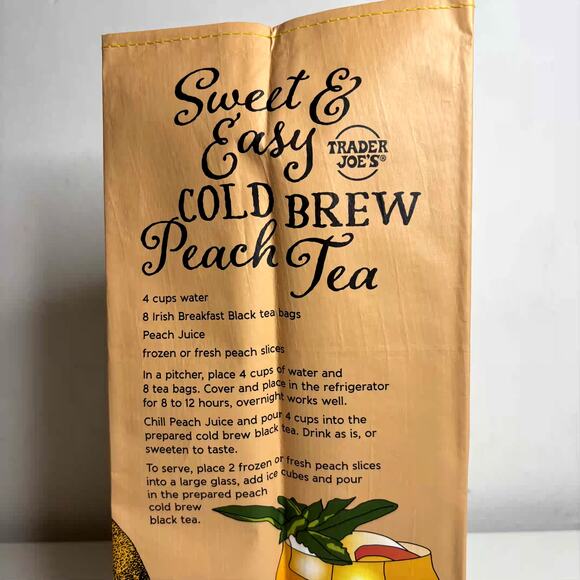 Sweet &
Easy
TRADER
JOE'S®
COLD BREW
Peach Tea
4 cups water
8 Irish Breakfast Black tea bags
Peach Juice
frozen or fresh peach slices
In a pitcher, place 4 cups of water and
8 tea bags. Cover and place in the refrigerator
for 8 to 12 hours, overnight works well.
Chill Peach Juice and pour 4 cups into the
prepared cold brew black tea. Drink as is, or
sweeten to taste.
To serve, place 2 frozen or fresh peach slices
into a large glass, add ice cubes and pour
in the prepared peach
cold brew
black tea.